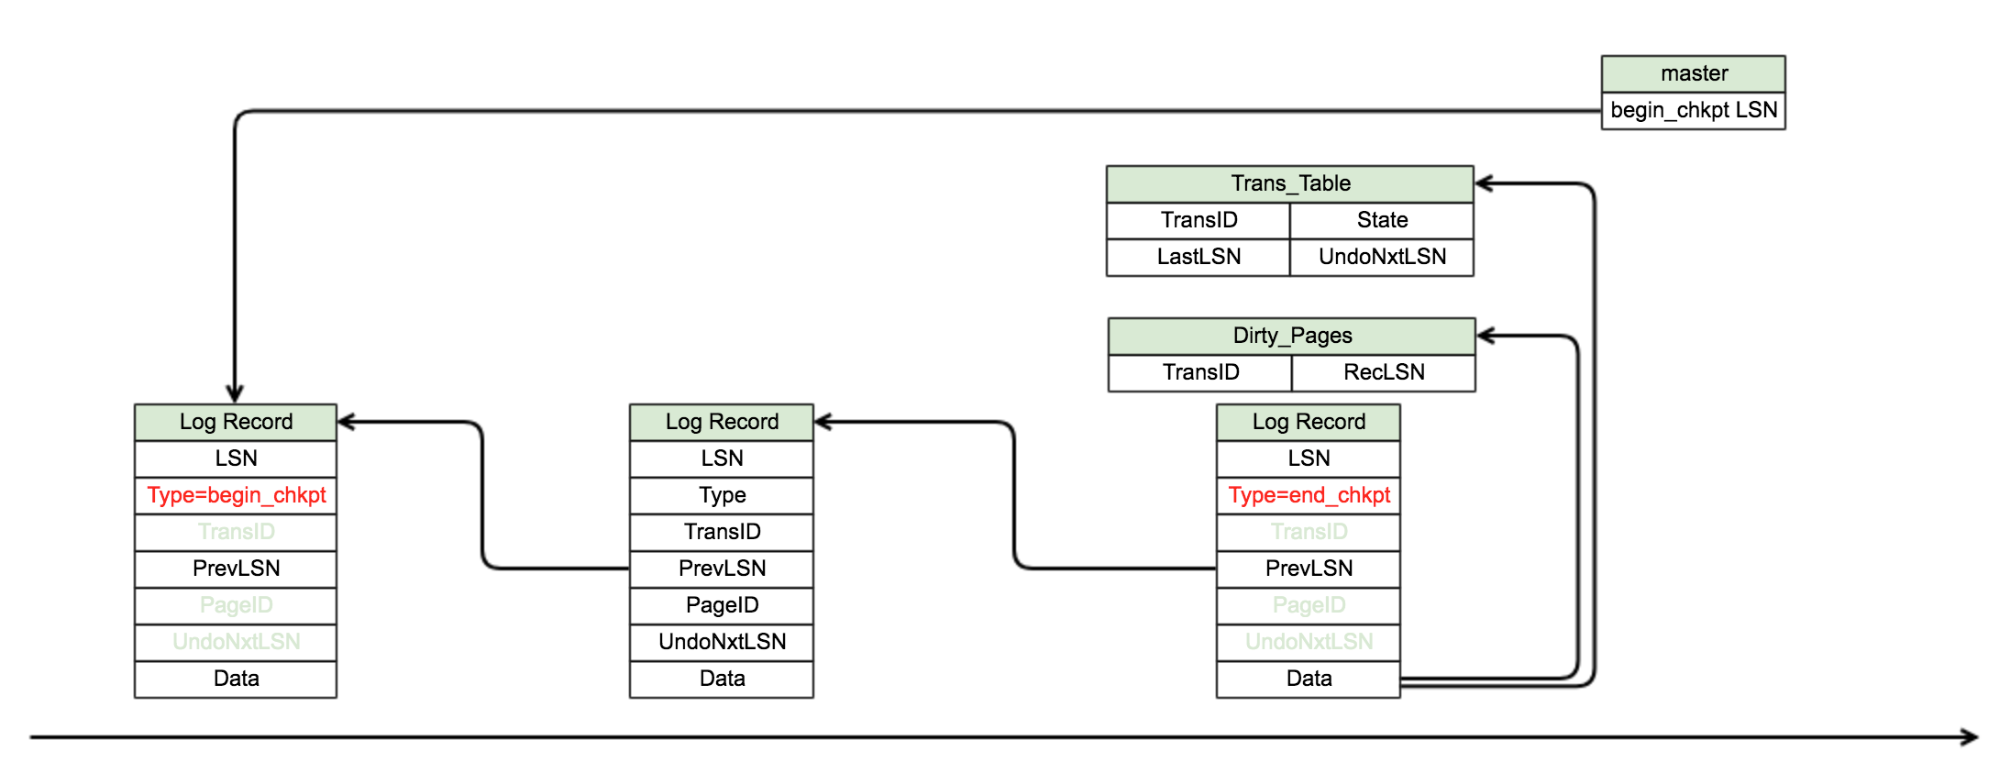 master
begin_chkpt LSN
Trans_Table
TransID State
LastLSN UndoNxtLSN
Dirty_Pages
TransID RecLSN
Log Record
LSN
Type=begin_chkpt
TransID
PrevLSN
PageID
UndoNxtLSN
Data
Log Record
LSN
Type
TransID
PrevLSN
PageID
UndoNxtLSN
Data
Log Record
LSN
Type=end_chkpt
TransID
PrevLSN
PageID
UndoNxtLSN
Data